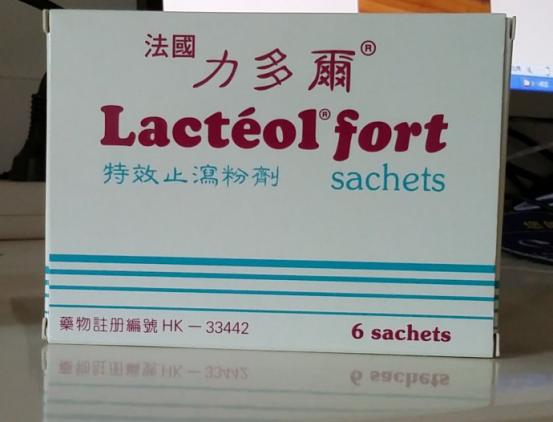 法國
力多爾®
Lactéol® fort
特效止瀉粉劑 sachets
藥物註册編號 HK — 33442
6 sachets